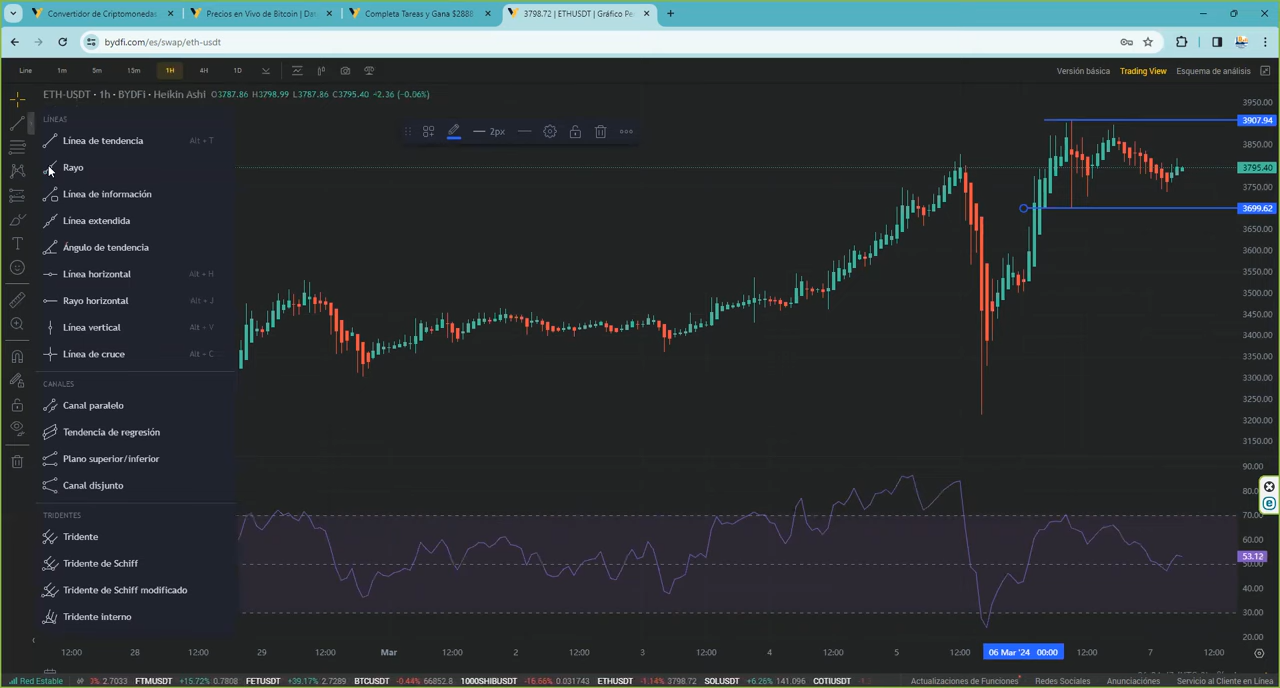 Convertidor de Criptomonedas
Precios en Vivo de Bitcoin | Dat
Completa Tareas y Gana $2888
3798.72 | ETHUSDT | Gráfico Pe
bydfi.com/es/swap/eth-usdt
Line 1m 5m 15m 1H 4H 1D
Versión básica Trading View Esquema de análisis
ETH-USDT · 1h · BYDFi · Heikin Ashi O3787.86 H3798.99 L3787.86 C3795.40 -2.36 (-0.06%)
LÍNEAS
Línea de tendencia Alt + T
Rayo
Línea de información
Línea extendida
Ángulo de tendencia
Línea horizontal Alt + H
Rayo horizontal Alt + J
Línea vertical Alt + V
Línea de cruce Alt + C
CANALES
Canal paralelo
Tendencia de regresión
Plano superior/inferior
Canal disjunto
TRIDENTES
Tridente
Tridente de Schiff
Tridente de Schiff modificado
Tridente interno
2px
3950.00
3907.94
3850.00
3795.40
3750.00
3699.62
3650.00
3600.00
3550.00
3500.00
3450.00
3400.00
3350.00
3300.00
3250.00
3200.00
3150.00
90.00
80.00
70.00
60.00
53.12
50.00
40.00
30.00
20.00
12:00 28 12:00 29 12:00 Mar 12:00 2 12:00 3 12:00 4 12:00 5 12:00 06 Mar '24 00:00 12:00 7 12:00
Red Estable 3% 2.7033 FTMUSDT +15.72% 0.7808 FETUSDT +39.17% 2.7289 BTCUSDT -0.44% 66852.8 1000SHIBUSDT -16.56% 0.031743 ETHUSDT -1.14% 3798.72 SOLUSDT +6.26% 141.096 COTIUSDT
Actualizaciones de Funciones Redes Sociales Anunciacións Servicio al Cliente en Línea